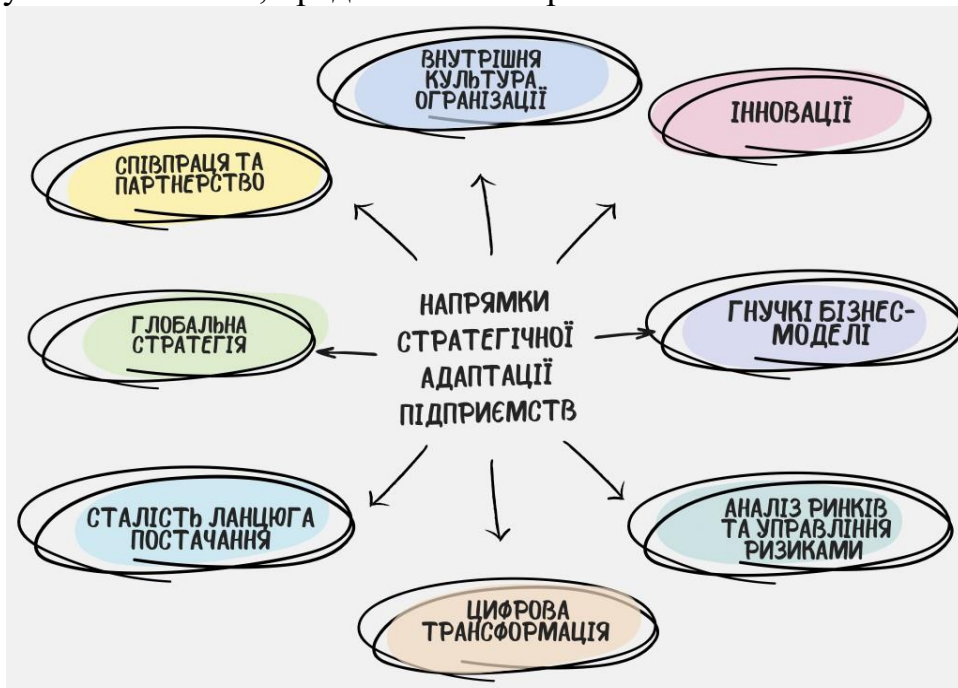 ВНУТРІШНЯ
КУЛЬТУРА
ОГРАНІЗАЦІЇ
ІННОВАЦІЇ
СПІВПРАЦЯ ТА
ПАРТНЕРСТВО
НАПРЯМКИ
СТРАТЕГІЧНОЇ
АДАПТАЦІЇ
ПІДПРИЄМСТВ
ГЛОБАЛЬНА
СТРАТЕГІЯ
ГНУЧКІ БІЗНЕС-
МОДЕЛІ
СТАЛІСТЬ ЛАНЦЮГА
ПОСТАЧАННЯ
АНАЛІЗ РИНКІВ
ТА УПРАВЛІННЯ
РИЗИКАМИ
ЦИФРОВА
ТРАНСФОРМАЦІЯ